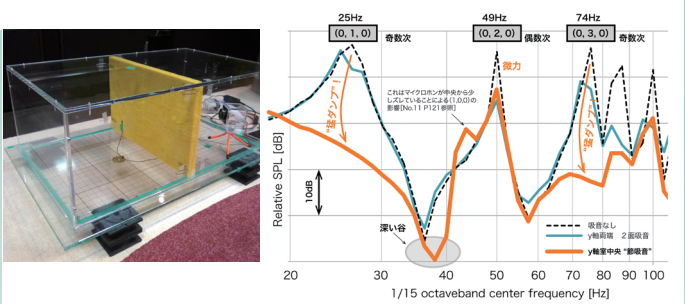 25Hz
(0, 1, 0) 奇数次
49Hz
(0, 2, 0) 偶数次
74Hz
(0, 3, 0) 奇数次
微力
"猛ダンプ"!
これはマイクロホンが中央から少
しズレていることによる(1,0,0)の
影響[No.11 P121参照]
"猛ダンプ"!
Relative SPL [dB]
10dB
深い谷
吸音なし
y軸両端 2面吸音
y軸室中央 "節吸音"
20 30 40 50 60 70 80 90 100
1/15 octaveband center frequency [Hz]